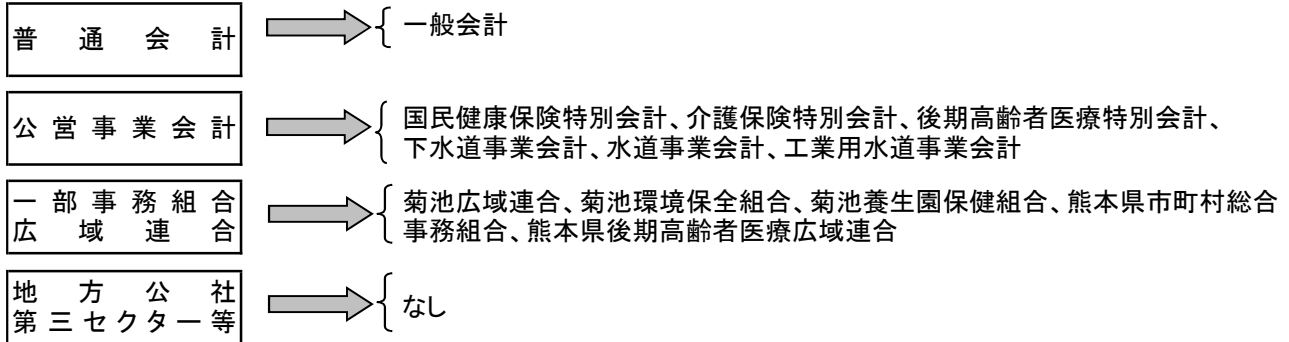 普通会計
一般会計
公営事業会計
国民健康保険特別会計、介護保険特別会計、後期高齢者医療特別会計、
下水道事業会計、水道事業会計、工業用水道事業会計
一部事務組合
広域連合
菊池広域連合、菊池環境保全組合、菊池養生園保健組合、熊本県市町村総合
事務組合、熊本県後期高齢者医療広域連合
地方公社
第三セクター等
なし